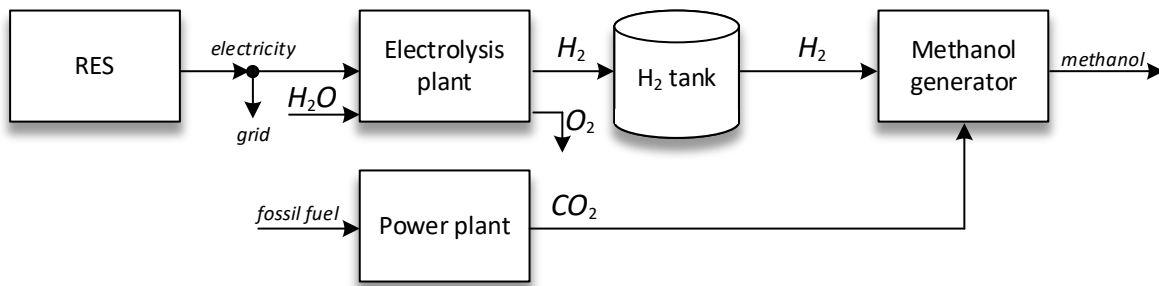 RES
electricity
grid
H₂O
Electrolysis
plant
H₂
O₂
H₂ tank
H₂
Methanol
generator
methanol
fossil fuel
Power plant
CO₂